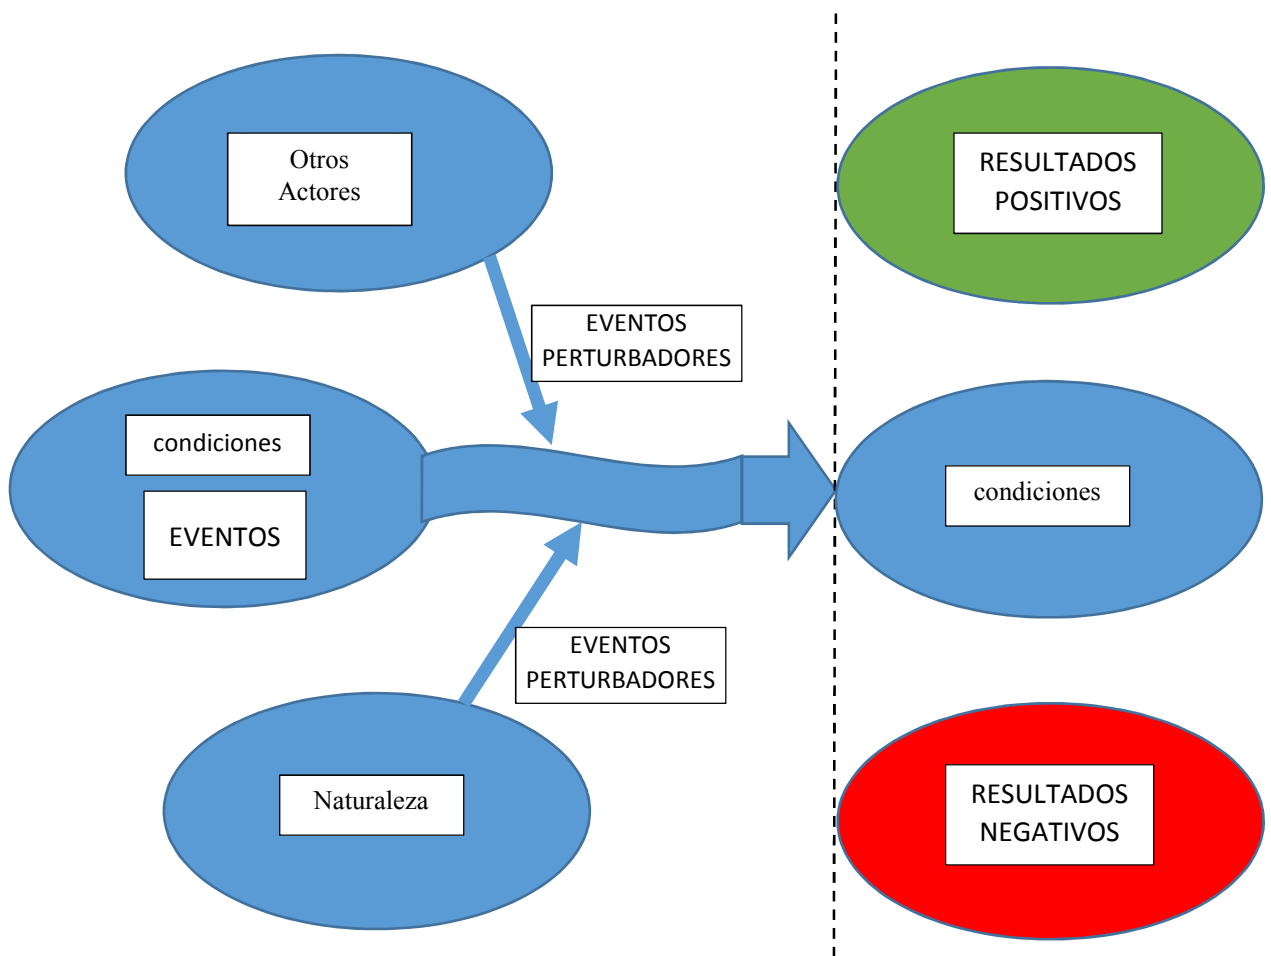 Otros
Actores
RESULTADOS
POSITIVOS
EVENTOS
PERTURBADORES
condiciones
EVENTOS
condiciones
EVENTOS
PERTURBADORES
Naturaleza
RESULTADOS
NEGATIVOS